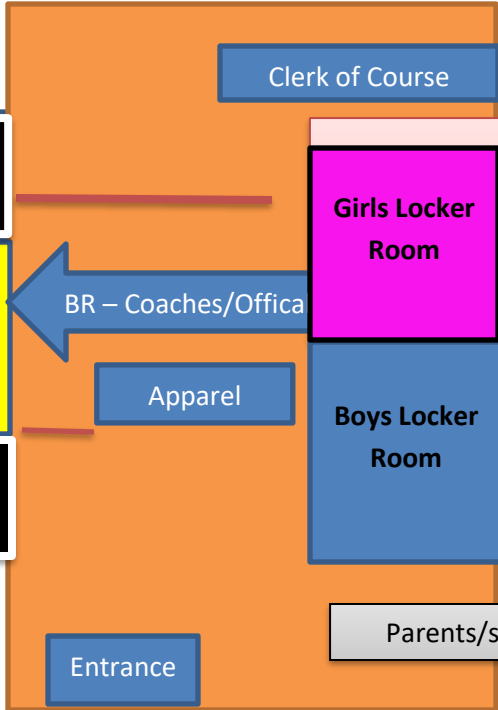 Clerk of Course
Girls Locker
Room
BR – Coaches/Offica
Apparel
Boys Locker
Room
Parents/s
Entrance